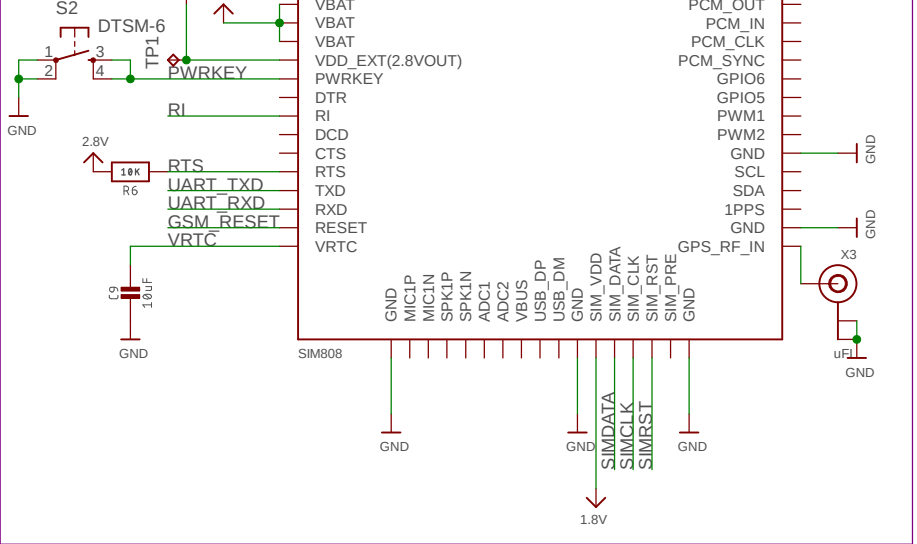 S2
DTSM-6
1
3
2
4
GND
TP1
PWRKEY
RI
2.8V
10K
R6
RTS
UART_TXD
UART_RXD
GSM_RESET
VRTC
C9
10uF
GND
VBAT
VBAT
VBAT
VDD_EXT(2.8VOUT)
PWRKEY
DTR
RI
DCD
CTS
RTS
TXD
RXD
RESET
VRTC
PCM_OUT
PCM_IN
PCM_CLK
PCM_SYNC
GPIO6
GPIO5
PWM1
PWM2
GND
SCL
SDA
1PPS
GND
GPS_RF_IN
GND
GND
X3
uFL
GND
GND
MIC1P
MIC1N
SPK1P
SPK1N
ADC1
ADC2
VBUS
USB_DP
USB_DM
GND
SIM_VDD
SIM_DATA
SIM_CLK
SIM_RST
SIM_PRE
GND
SIM808
GND
GND
SIMDATA
SIMCLK
SIMRST
GND
1.8V